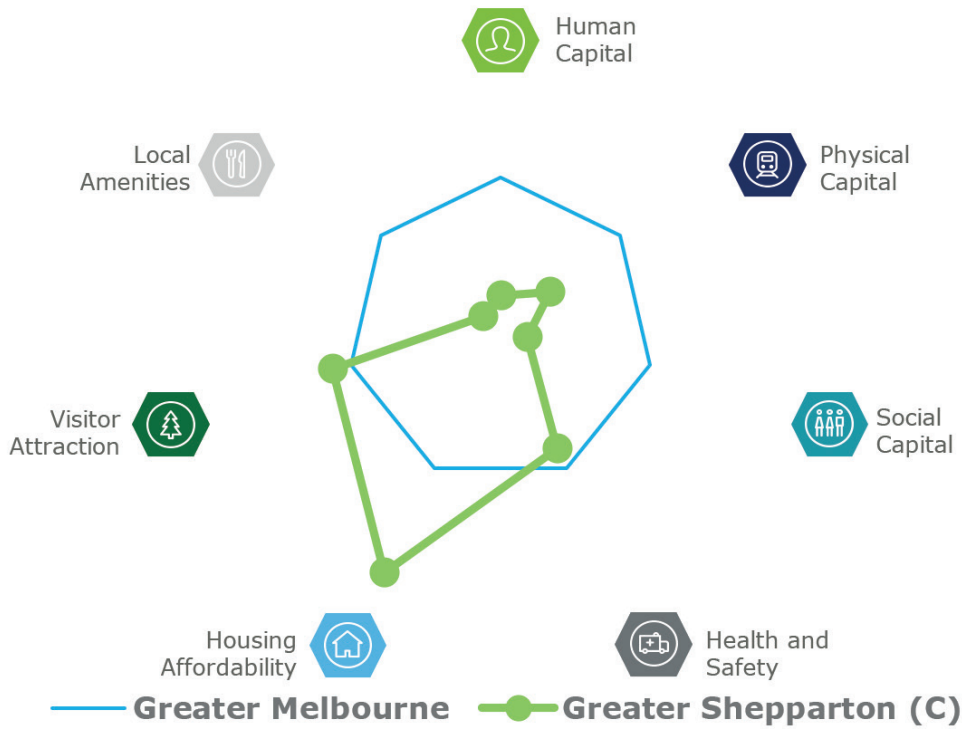 Human
Capital
Local
Amenities
Physical
Capital
Visitor
Attraction
Social
Capital
Housing
Affordability
Health and
Safety
Greater Melbourne
Greater Shepparton (C)